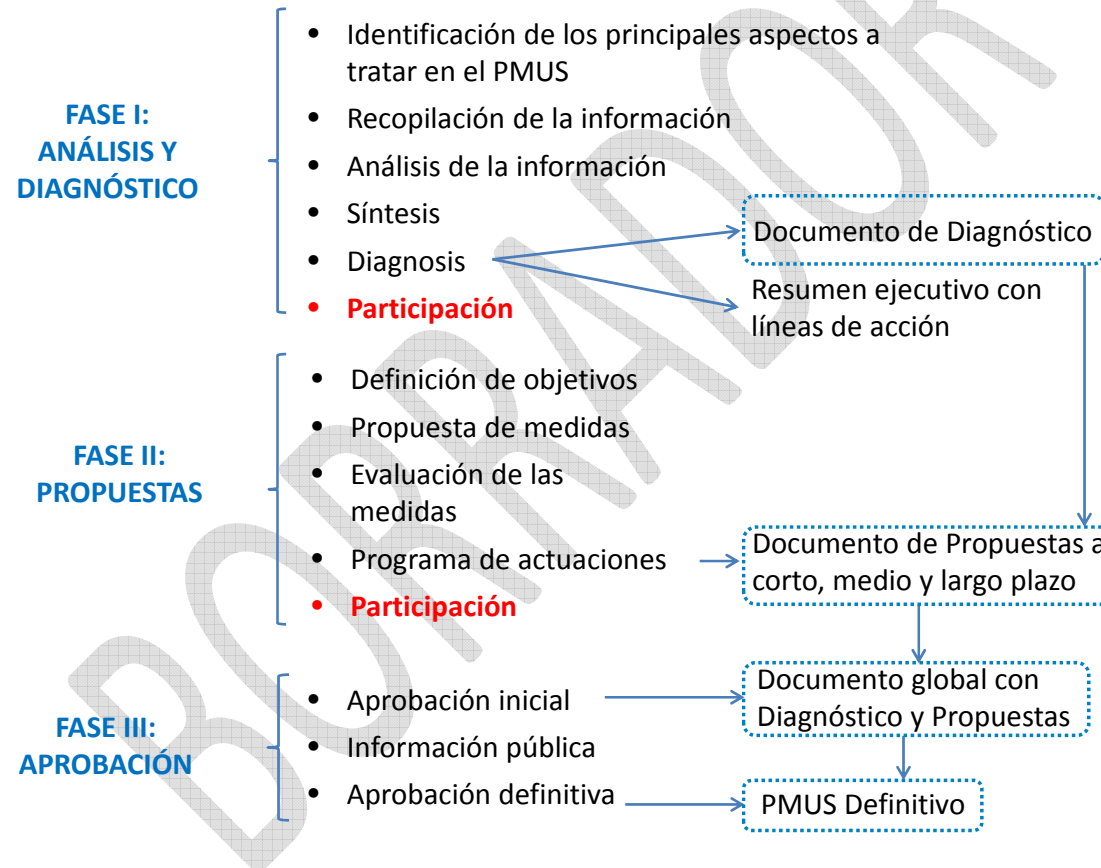 FASE I:
ANÁLISIS Y
DIAGNÓSTICO
• Identificación de los principales aspectos a
tratar en el PMUS
• Recopilación de la información
• Análisis de la información
• Síntesis
• Diagnosis
• Participación
Documento de Diagnóstico
Resumen ejecutivo con
líneas de acción
FASE II:
PROPUESTAS
• Definición de objetivos
• Propuesta de medidas
• Evaluación de las
medidas
• Programa de actuaciones
• Participación
Documento de Propuestas a
corto, medio y largo plazo
FASE III:
APROBACIÓN
• Aprobación inicial
• Información pública
• Aprobación definitiva
Documento global con
Diagnóstico y Propuestas
PMUS Definitivo
BORRADOR